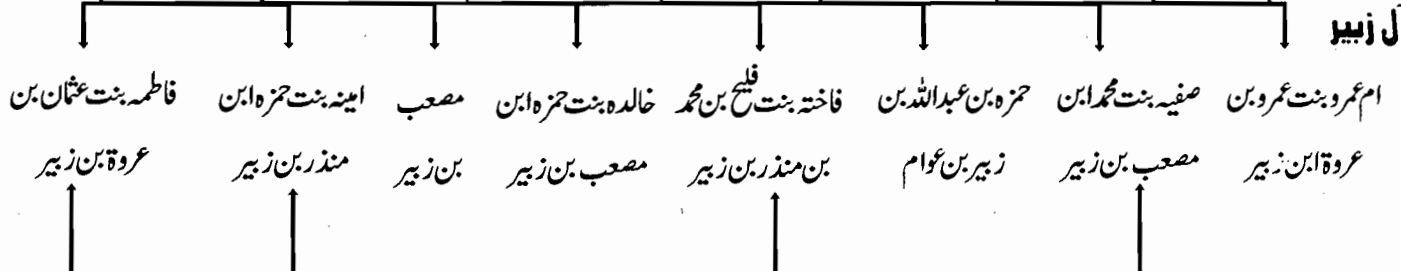 ل زبیر
ام عمرو بنت عمرو بن
عروۃ ابن زبیر
صفیہ بنت محمد ابن
مصعب بن زبیر
حمزہ بن عبداللہ بن
زبیر بن عوام
فاختہ بنت فلیح بن محمد
بن منذر بن زبیر
خالدہ بنت حمزہ ابن
مصعب بن زبیر
مصعب
بن زبیر
امینہ بنت حمزہ ابن
منذر بن زبیر
فاطمہ بنت عثمان بن
عروۃ بن زبیر